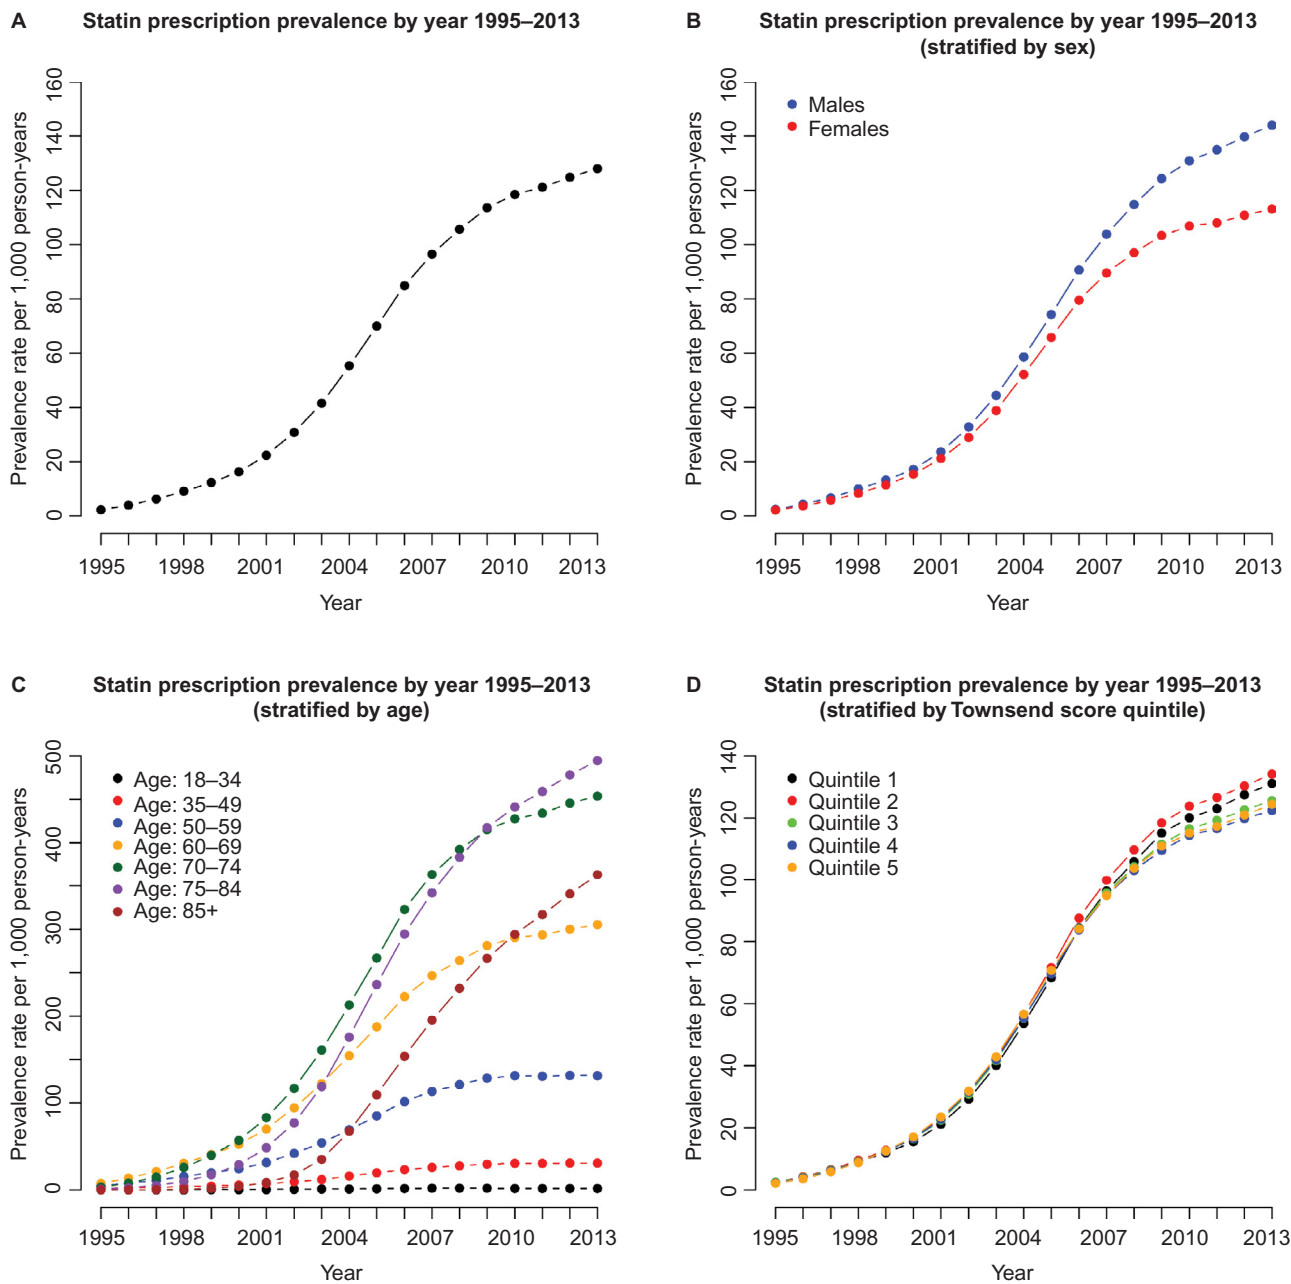 A
Statin prescription prevalence by year 1995–2013
Prevalence rate per 1,000 person-years
160
140
120
100
80
60
40
20
0
1995 1998 2001 2004 2007 2010 2013
Year
B
Statin prescription prevalence by year 1995–2013
(stratified by sex)
Prevalence rate per 1,000 person-years
160
140
120
100
80
60
40
20
0
Males
Females
1995 1998 2001 2004 2007 2010 2013
Year
C
Statin prescription prevalence by year 1995–2013
(stratified by age)
Prevalence rate per 1,000 person-years
500
400
300
200
100
0
Age: 18–34
Age: 35–49
Age: 50–59
Age: 60–69
Age: 70–74
Age: 75–84
Age: 85+
1995 1998 2001 2004 2007 2010 2013
Year
D
Statin prescription prevalence by year 1995–2013
(stratified by Townsend score quintile)
Prevalence rate per 1,000 person-years
140
120
100
80
60
40
20
0
Quintile 1
Quintile 2
Quintile 3
Quintile 4
Quintile 5
1995 1998 2001 2004 2007 2010 2013
Year